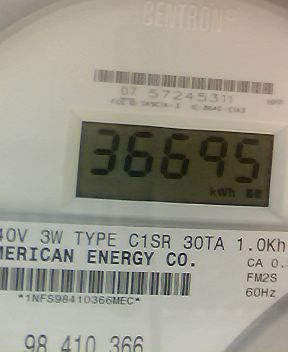 CENTRON®
07 57245311
36695
kWh
40V 3W TYPE C1SR 30TA 1.0Kh
MERICAN ENERGY CO.
CA 0.
FM2S
*1NFS98410366MEC*
60Hz
98 410 366